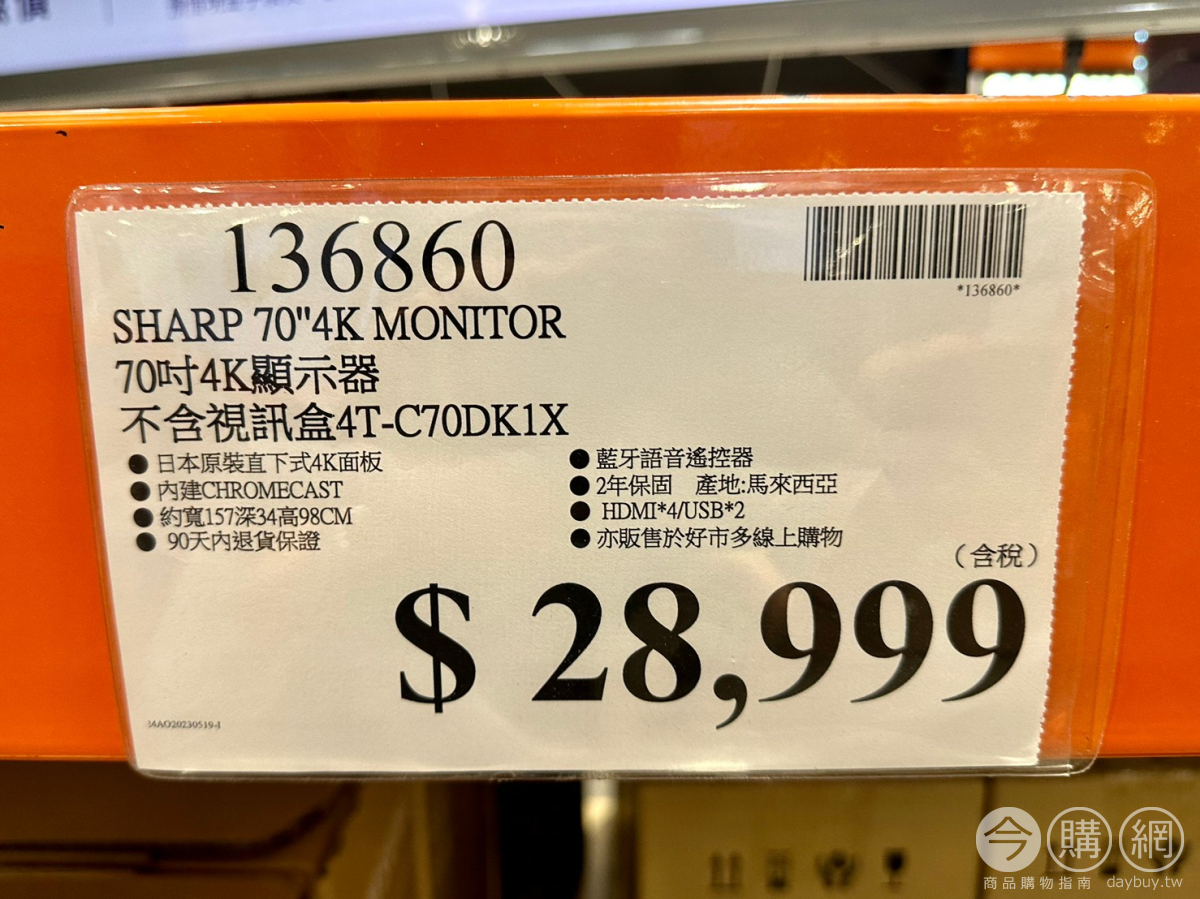 136860
*136860*
SHARP 70"4K MONITOR
70吋4K顯示器
不含視訊盒4T-C70DK1X
●日本原裝直下式4K面板
●內建CHROMECAST
●約寬157深34高98CM
●90天內退貨保證
●藍牙語音遙控器
●2年保固 產地:馬來西亞
●HDMI*4/USB*2
●亦販售於好市多線上購物
(含稅)
$ 28,999
今購網
商品購物指南 daybuy.tw